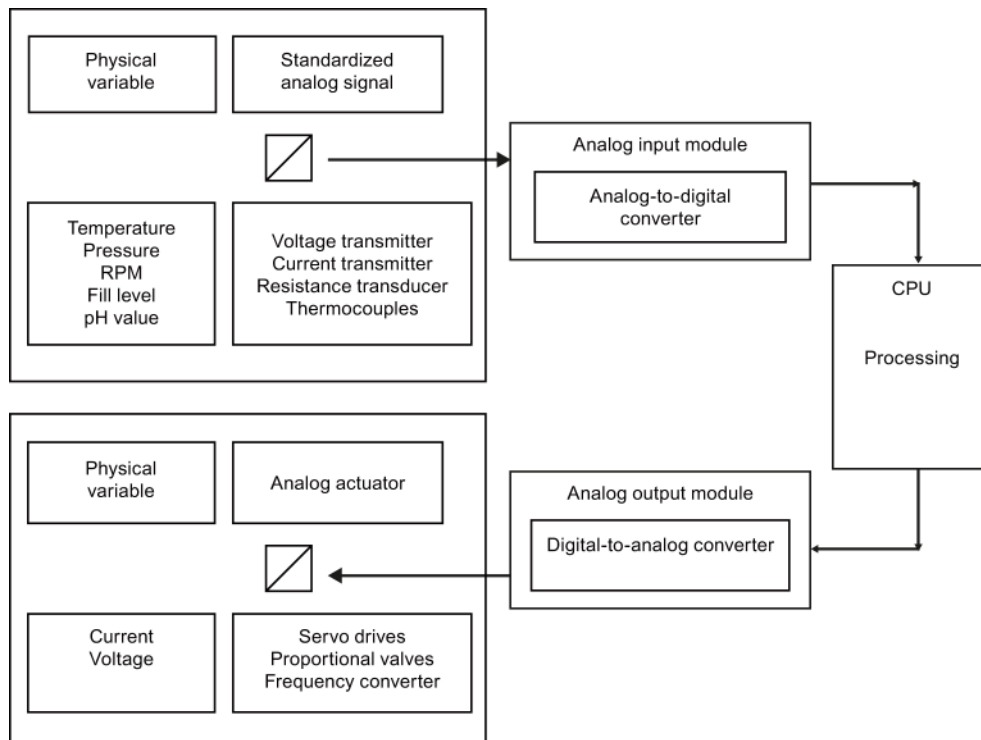 Physical
variable
Standardized
analog signal
Temperature
Pressure
RPM
Fill level
pH value
Voltage transmitter
Current transmitter
Resistance transducer
Thermocouples
Analog input module
Analog-to-digital
converter
CPU
Processing
Physical
variable
Analog actuator
Current
Voltage
Servo drives
Proportional valves
Frequency converter
Analog output module
Digital-to-analog converter